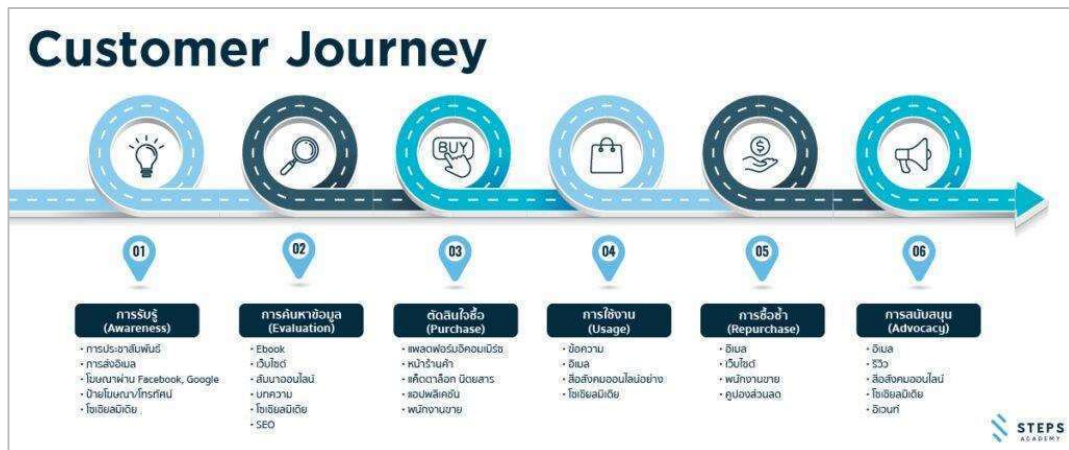 Customer Journey
BUY
01
02
03
04
05
06
การรับรู้
(Awareness)
• การประชาสัมพันธ์
• การส่งอีเมล
• โฆษณาผ่าน Facebook, Google
• ป้ายโฆษณา/โทรทัศน์
• โซเชียลมีเดีย
การค้นหาข้อมูล
(Evaluation)
• Ebook
• เว็บไซต์
• สัมนาออนไลน์
• บทความ
• โซเชียลมีเดีย
• SEO
ตัดสินใจซื้อ
(Purchase)
• แพลตฟอร์มอีคอมเมิร์ซ
• หน้าร้านค้า
• แค็ตตาล็อก นิตยสาร
• แอปพลิเคชัน
• พนักงานขาย
การใช้งาน
(Usage)
• ข้อความ
• อีเมล
• สื่อสังคมออนไลน์อย่าง
• โซเชียลมีเดีย
การซื้อซ้ำ
(Repurchase)
• อีเมล
• เว็บไซต์
• พนักงานขาย
• คูปองส่วนลด
การสนับสนุน
(Advocacy)
• อีเมล
• รีวิว
• สื่อสังคมออนไลน์
• โซเชียลมีเดีย
• อีเวนท์
STEPS
ACADEMY